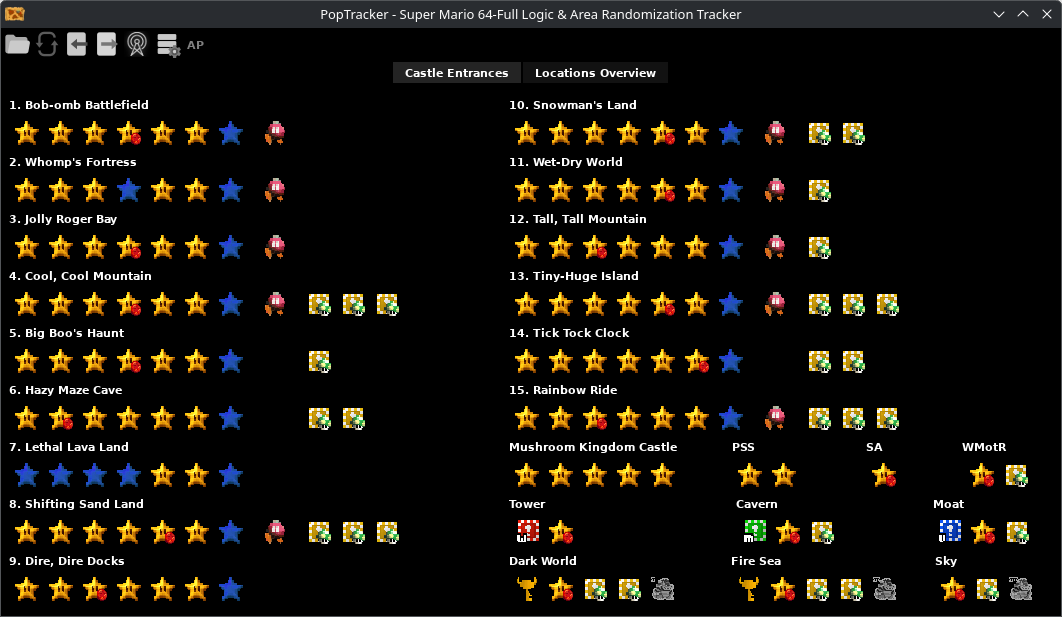 PopTracker - Super Mario 64-Full Logic & Area Randomization Tracker
AP
Castle Entrances
Locations Overview
1. Bob-omb Battlefield
2. Whomp's Fortress
3. Jolly Roger Bay
4. Cool, Cool Mountain
5. Big Boo's Haunt
6. Hazy Maze Cave
7. Lethal Lava Land
8. Shifting Sand Land
9. Dire, Dire Docks
10. Snowman's Land
11. Wet-Dry World
12. Tall, Tall Mountain
13. Tiny-Huge Island
14. Tick Tock Clock
15. Rainbow Ride
Mushroom Kingdom Castle
PSS
SA
WMotR
Tower
Cavern
Moat
Dark World
Fire Sea
Sky